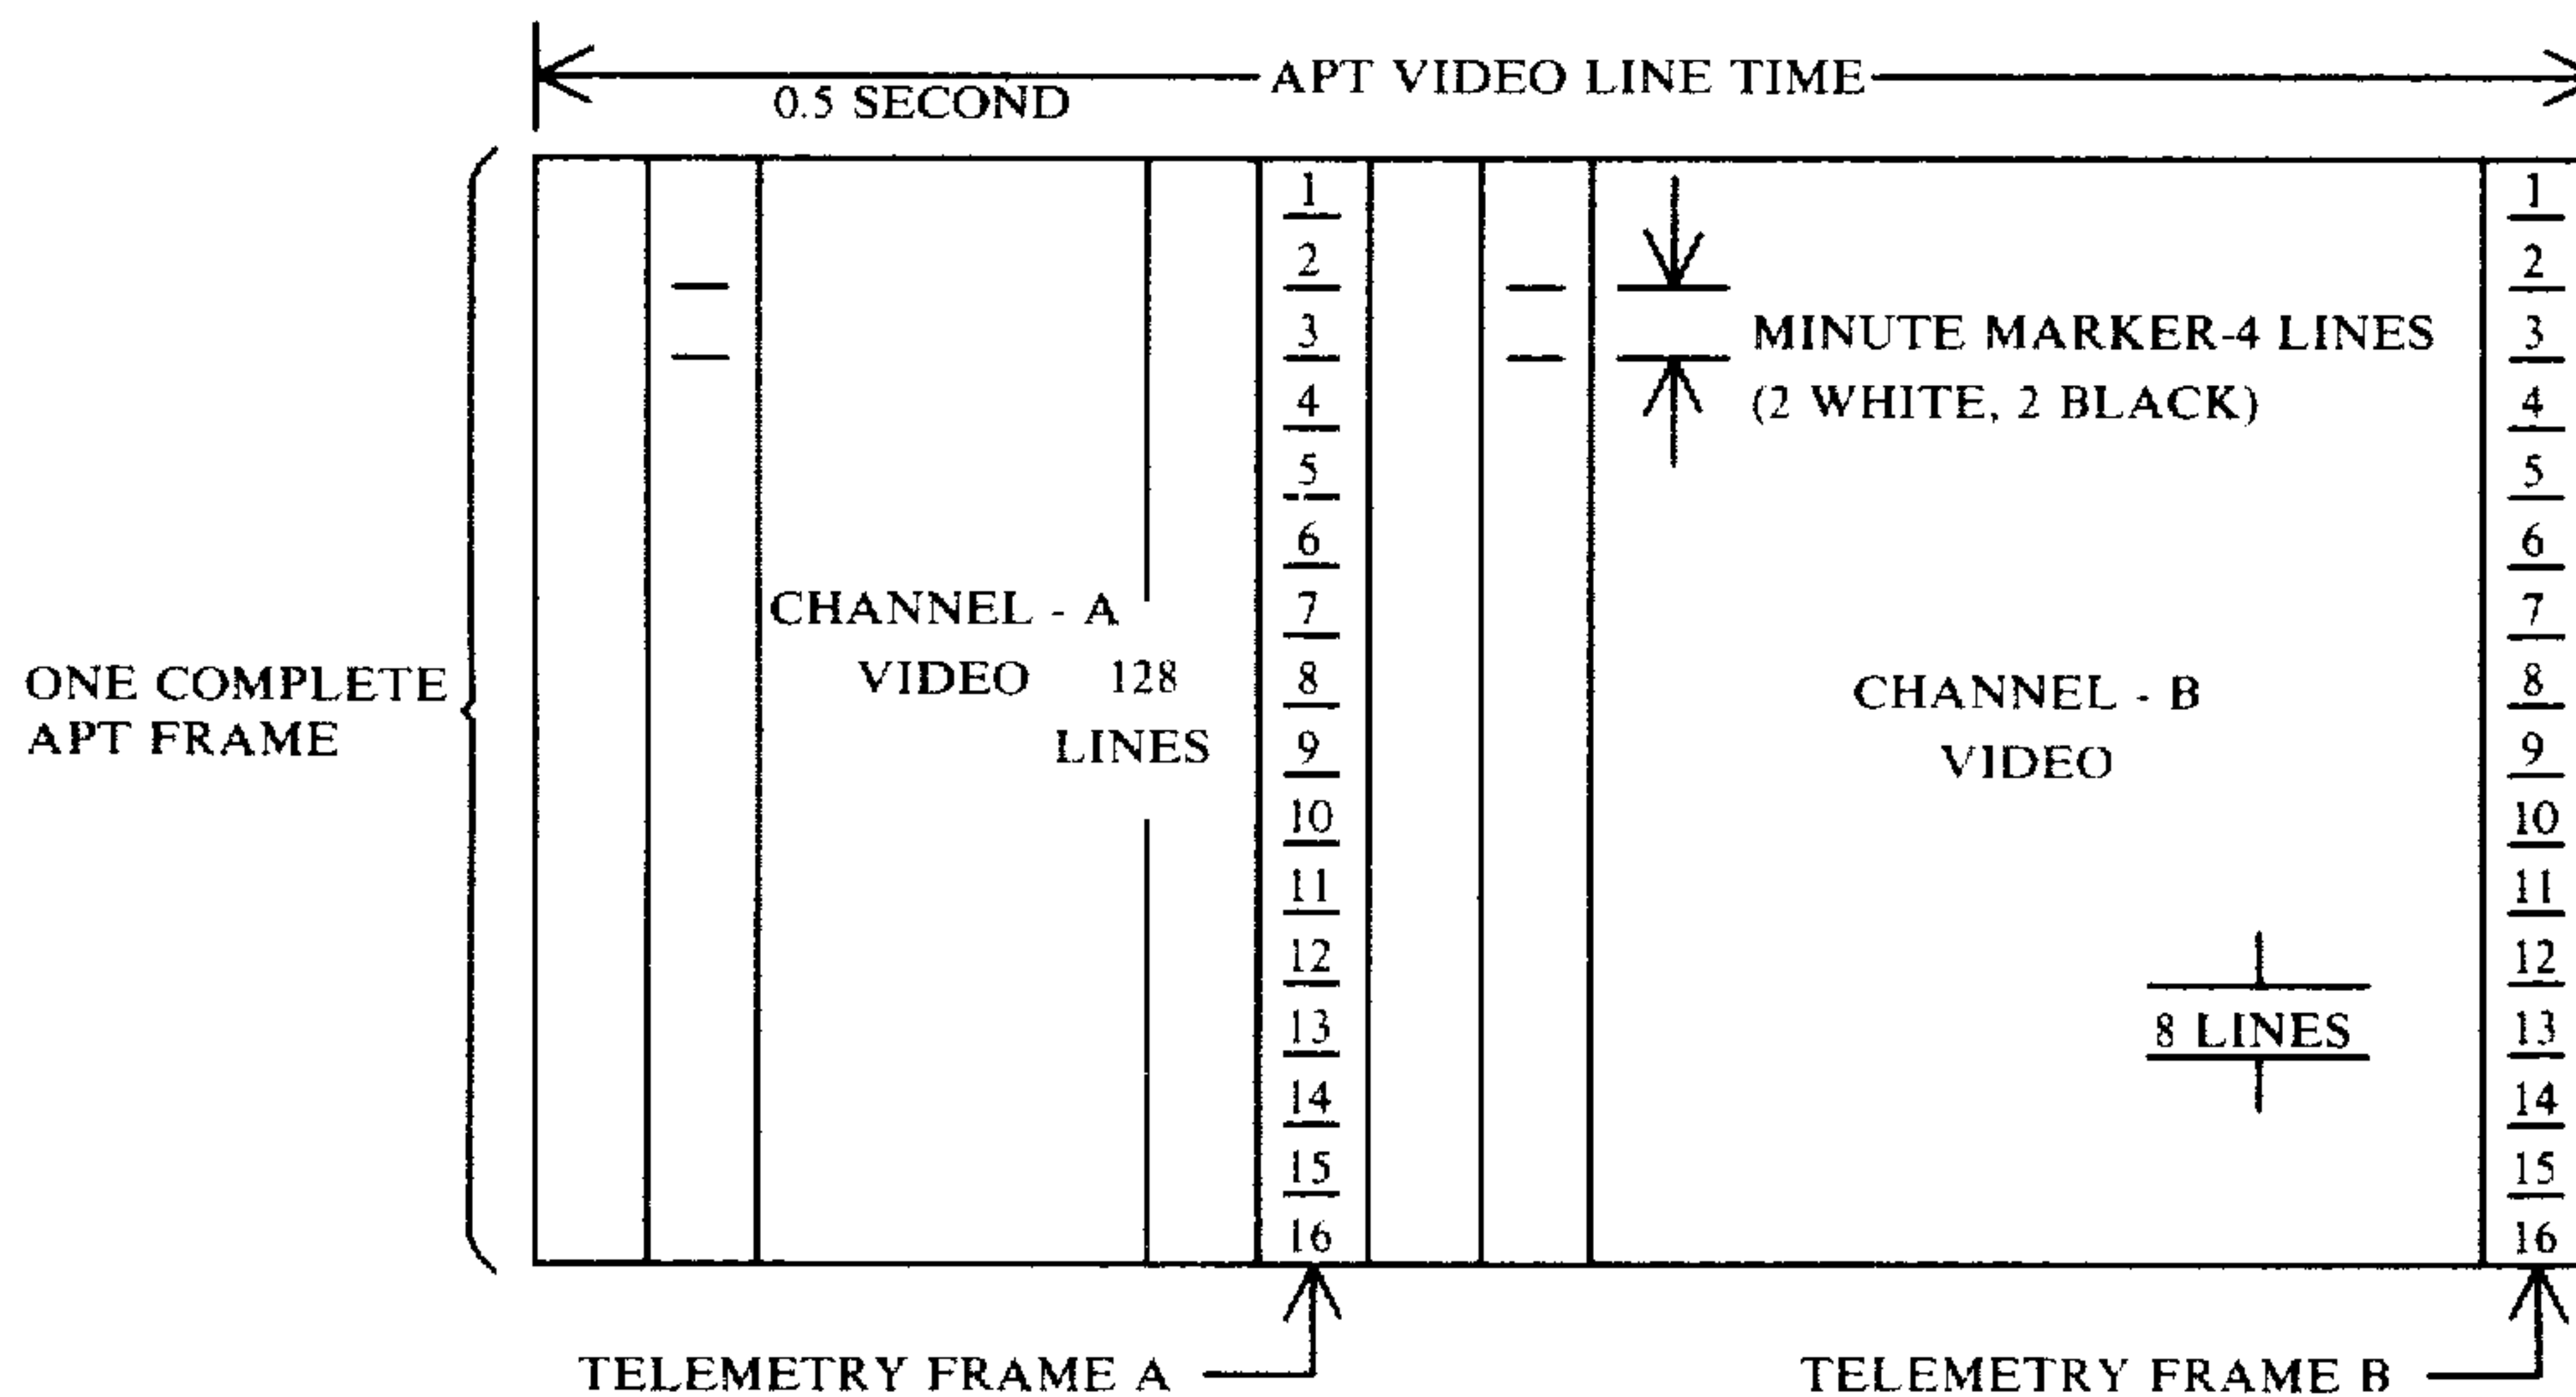 APT VIDEO LINE TIME
0.5 SECOND
ONE COMPLETE
APT FRAME
CHANNEL - A
VIDEO
128
LINES
1
2
3
4
5
6
7
8
9
10
11
12
13
14
15
16
MINUTE MARKER-4 LINES
(2 WHITE, 2 BLACK)
CHANNEL - B
VIDEO
8 LINES
1
2
3
4
5
6
7
8
9
10
11
12
13
14
15
16
TELEMETRY FRAME A
TELEMETRY FRAME B